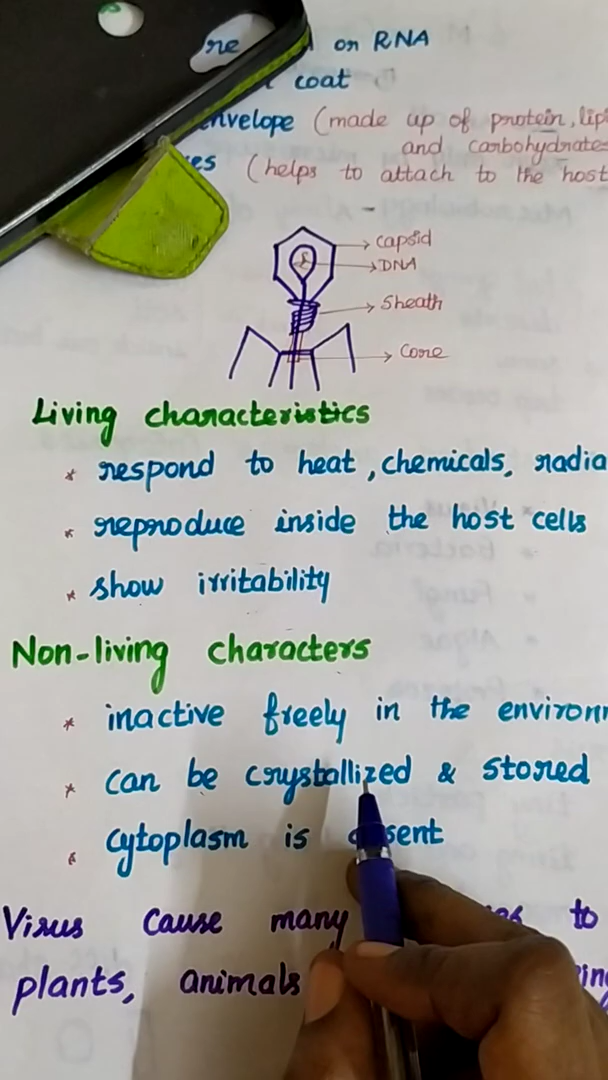 or RNA
coat
envelope (made up of protein, lip
and carbohydrates
(helps to attach to the host
capsid
DNA
Sheath
Core
Living characteristics
* respond to heat, chemicals, radia
* reproduce inside the host cells
* show irritability
Non-living characters
* inactive freely in the environm
* can be crystallized & stored
* cytoplasm is
Virus cause many to
plants, animals